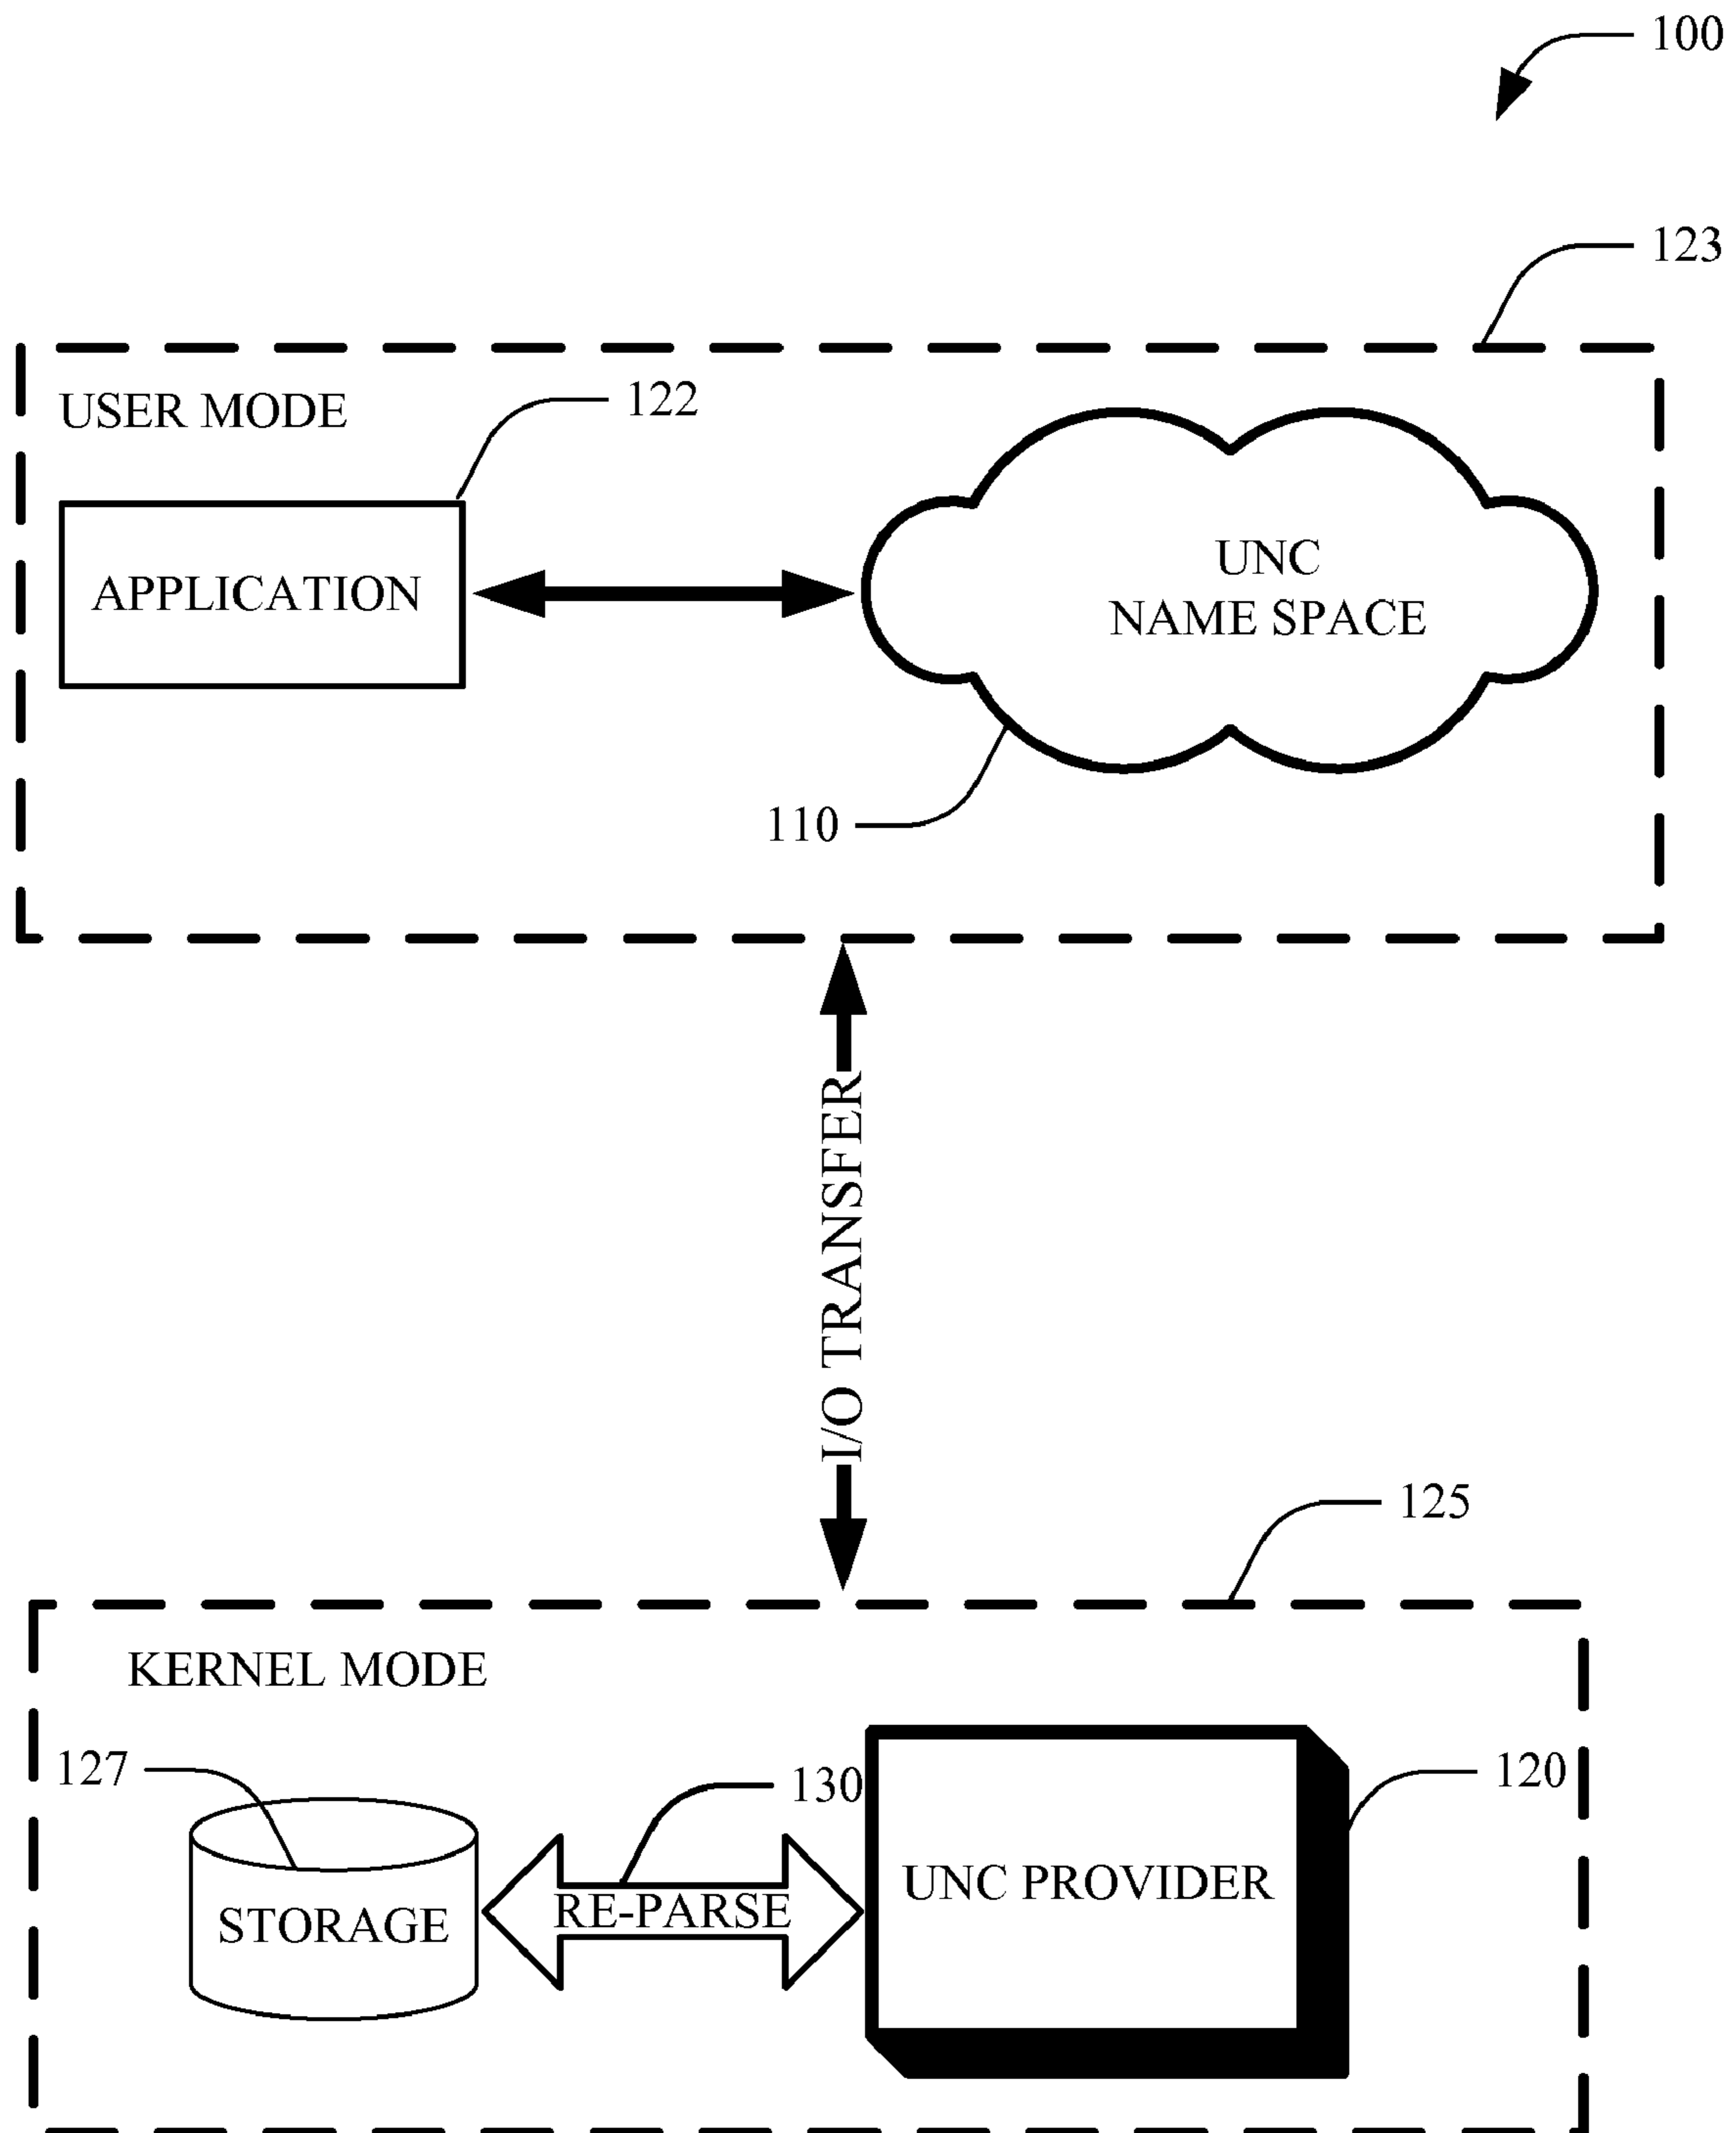 100
123
USER MODE
122
APPLICATION
UNC
NAME SPACE
110
I/O TRANSFER
125
KERNEL MODE
127
130
120
STORAGE
RE-PARSE
UNC PROVIDER